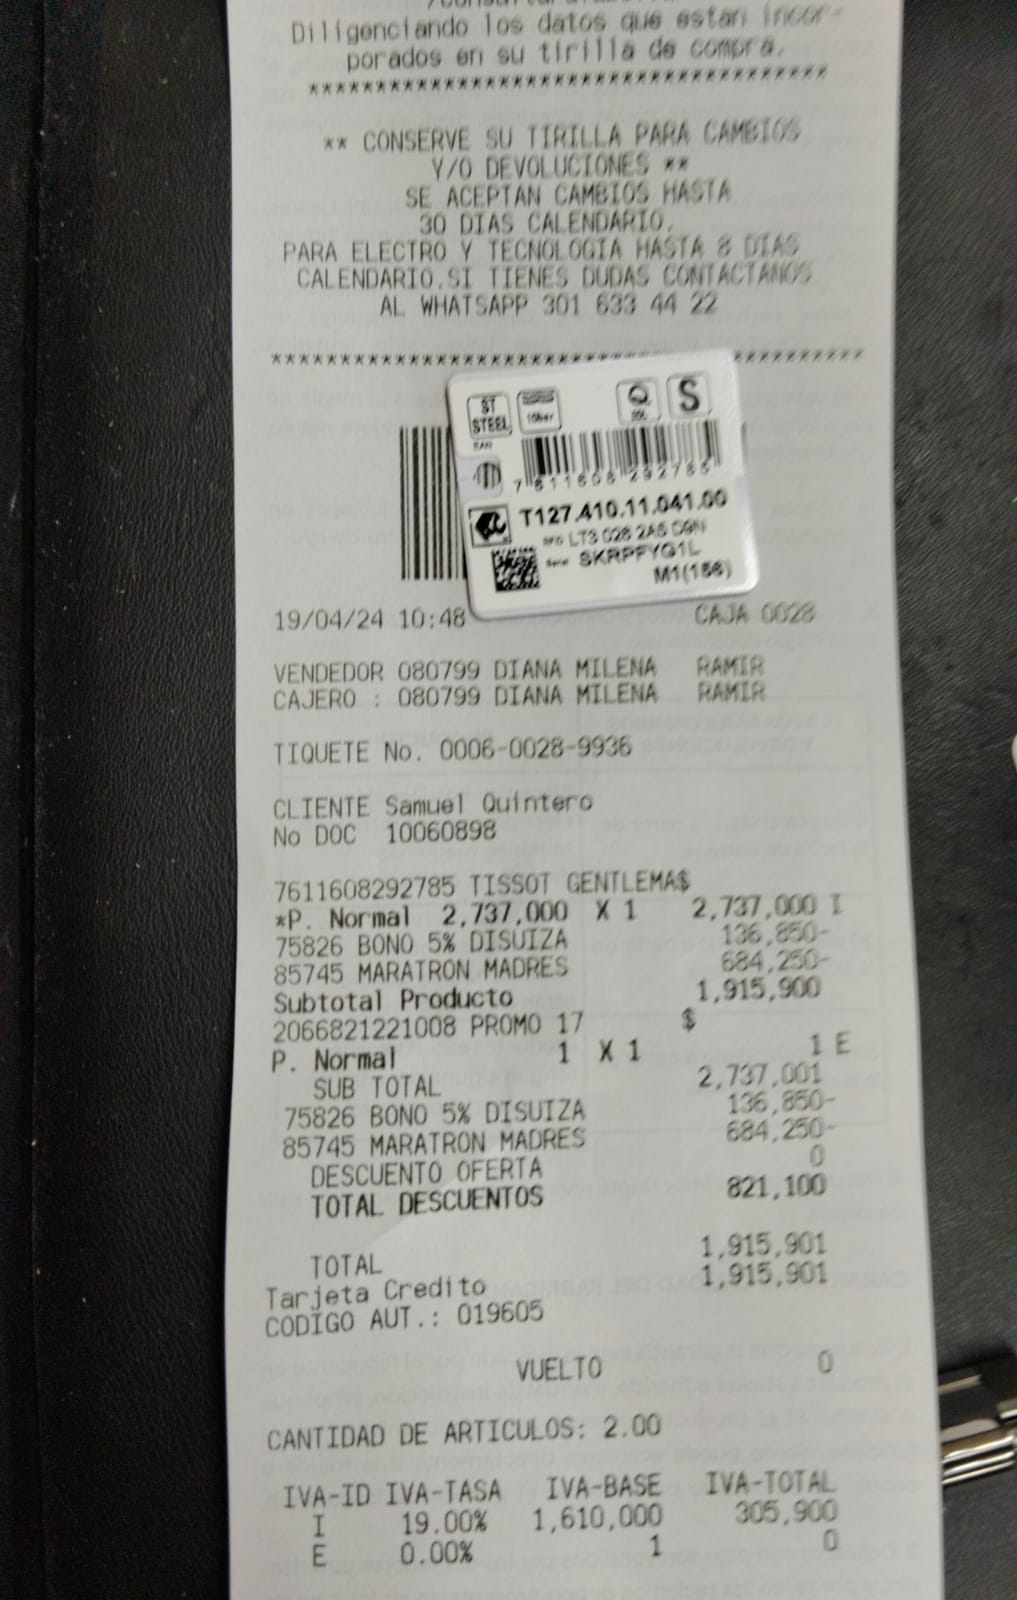 Diligenciando los datos que estan incor-
porados en su tirilla de compra.
****************************************
** CONSERVE SU TIRILLA PARA CAMBIOS
Y/O DEVOLUCIONES **
SE ACEPTAN CAMBIOS HASTA
30 DIAS CALENDARIO.
PARA ELECTRO Y TECNOLOGIA HASTA 8 DIAS
CALENDARIO.SI TIENES DUDAS CONTACTANOS
AL WHATSAPP 301 633 44 22
****************************************
ST
STEEL
10bar
S
EAN
7 611608 292785
T127.410.11.041.00
SKRPFYQ1L
M1(156)
19/04/24 10:48 CAJA 0028
VENDEDOR 080799 DIANA MILENA RAMIR
CAJERO : 080799 DIANA MILENA RAMIR
TIQUETE No. 0006-0028-9936
CLIENTE Samuel Quintero
No DOC 10060898
7611608292785 TISSOT GENTLEMA$
*P. Normal 2,737,000 X 1 2,737,000 I
75826 BONO 5% DISUIZA 136,850-
85745 MARATRON MADRES 684,250-
Subtotal Producto 1,915,900
2066821221008 PROMO 17 $
P. Normal 1 X 1 1 E
SUB TOTAL 2,737,001
75826 BONO 5% DISUIZA 136,850-
85745 MARATRON MADRES 684,250-
DESCUENTO OFERTA 0
TOTAL DESCUENTOS 821,100
TOTAL 1,915,901
Tarjeta Credito 1,915,901
CODIGO AUT.: 019605
VUELTO 0
CANTIDAD DE ARTICULOS: 2.00
IVA-ID IVA-TASA IVA-BASE IVA-TOTAL
I 19.00% 1,610,000 305,900
E 0.00% 1 0